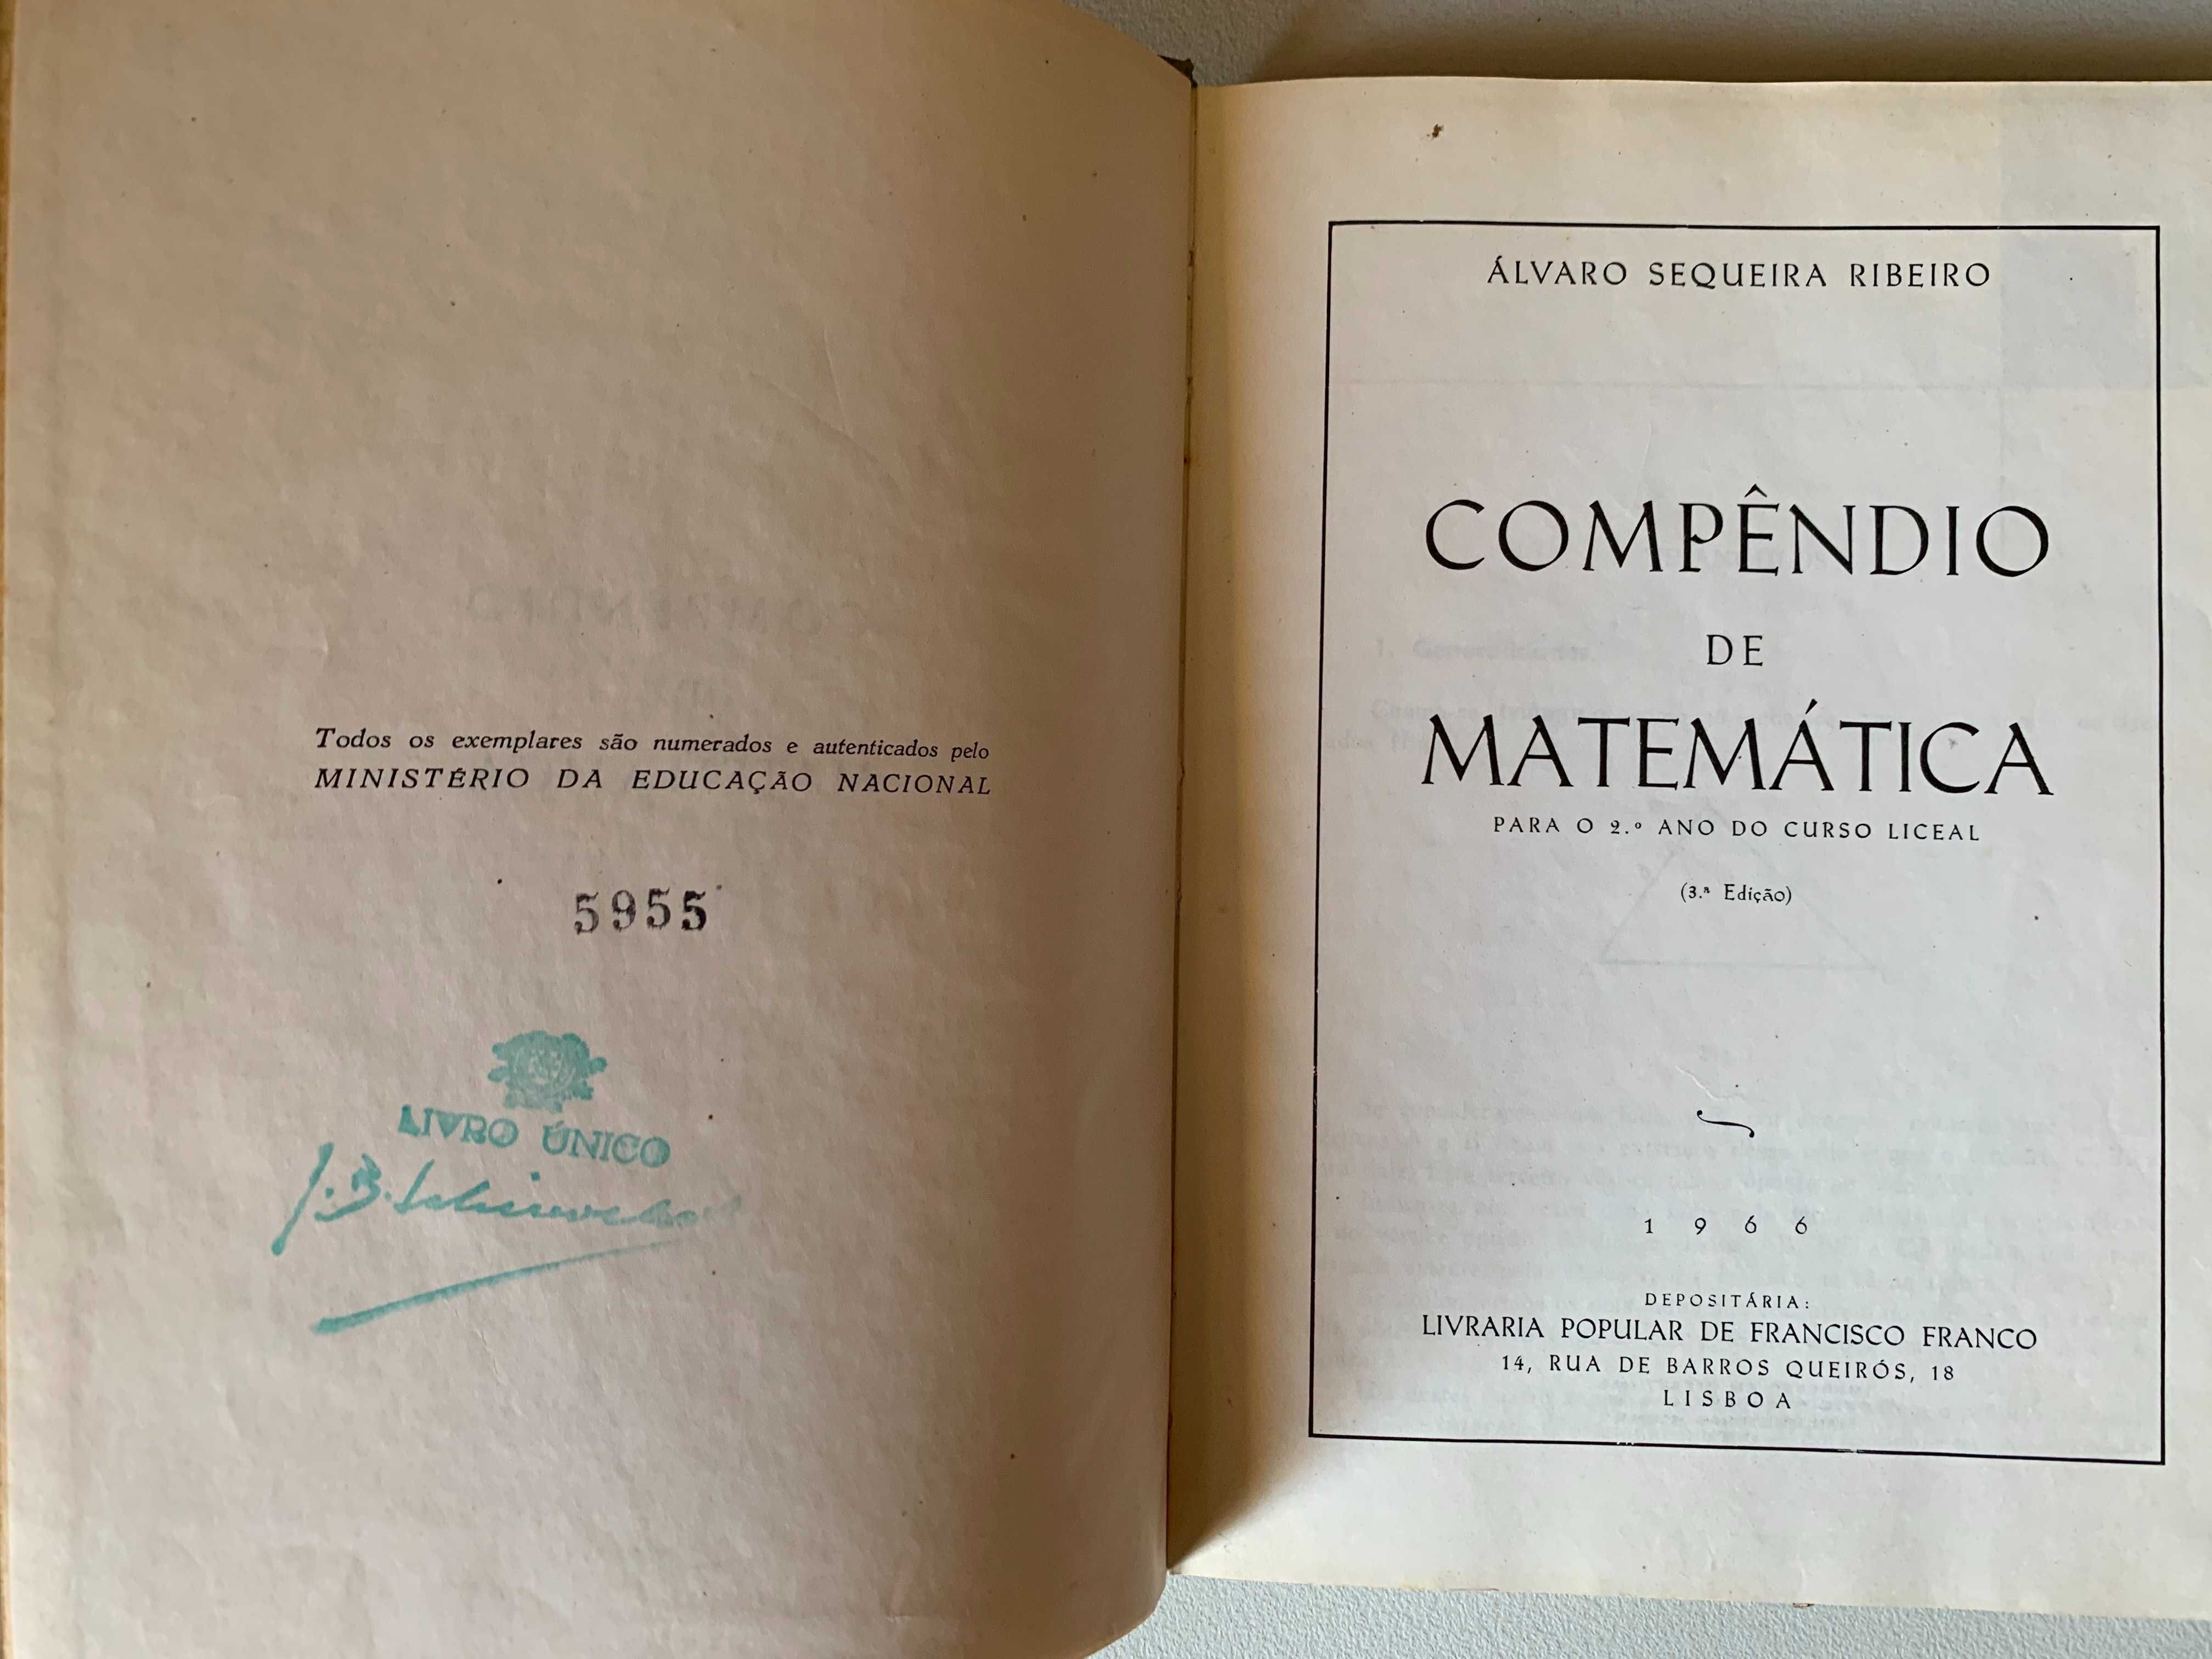 Todos os exemplares são numerados e autenticados pelo
MINISTÉRIO DA EDUCAÇÃO NACIONAL
5955
LIVRO ÚNICO
J. B.
ÁLVARO SEQUEIRA RIBEIRO
COMPÊNDIO
DE
MATEMÁTICA
PARA O 2.º ANO DO CURSO LICEAL
(3.ª Edição)
1966
DEPOSITÁRIA:
LIVRARIA POPULAR DE FRANCISCO FRANCO
14, RUA DE BARROS QUEIRÓS, 18
LISBOA